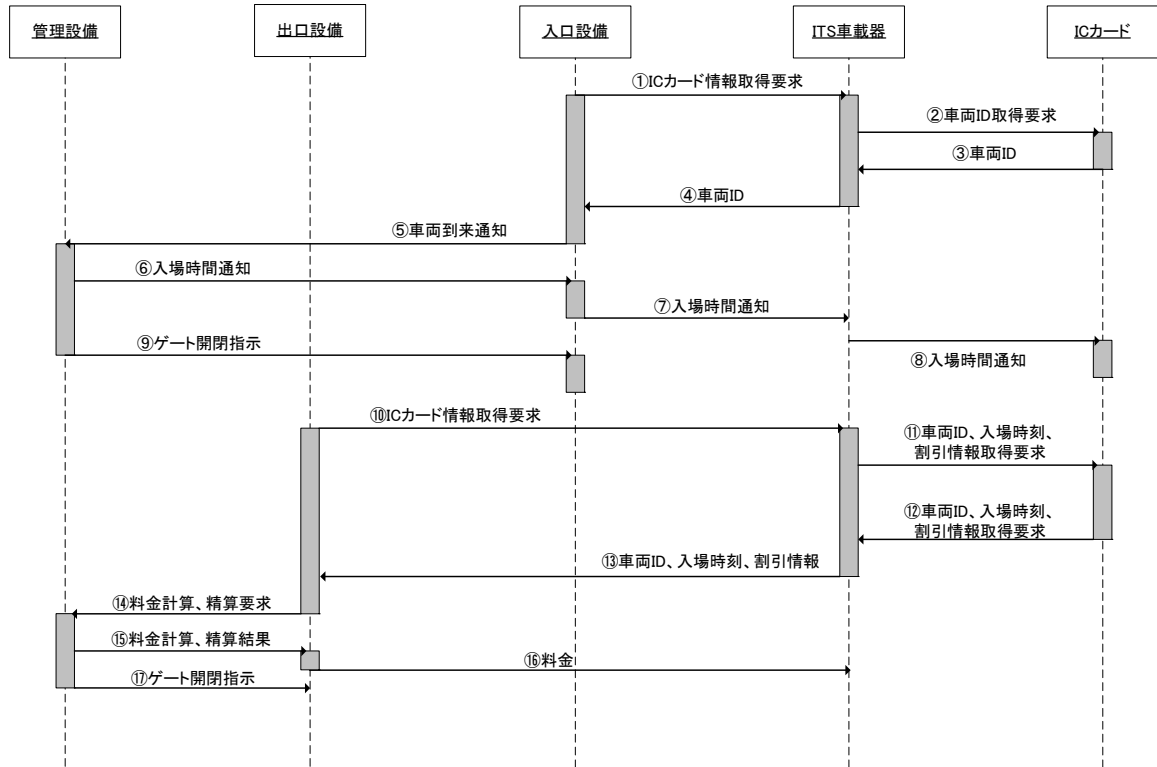 管理設備
出口設備
入口設備
ITS車載器
ICカード
①ICカード情報取得要求
②車両ID取得要求
③車両ID
④車両ID
⑤車両到来通知
⑥入場時間通知
⑦入場時間通知
⑨ゲート開閉指示
⑧入場時間通知
⑩ICカード情報取得要求
⑪車両ID、入場時刻、
割引情報取得要求
⑫車両ID、入場時刻、
割引情報取得要求
⑬車両ID、入場時刻、割引情報
⑭料金計算、精算要求
⑮料金計算、精算結果
⑯料金
⑰ゲート開閉指示